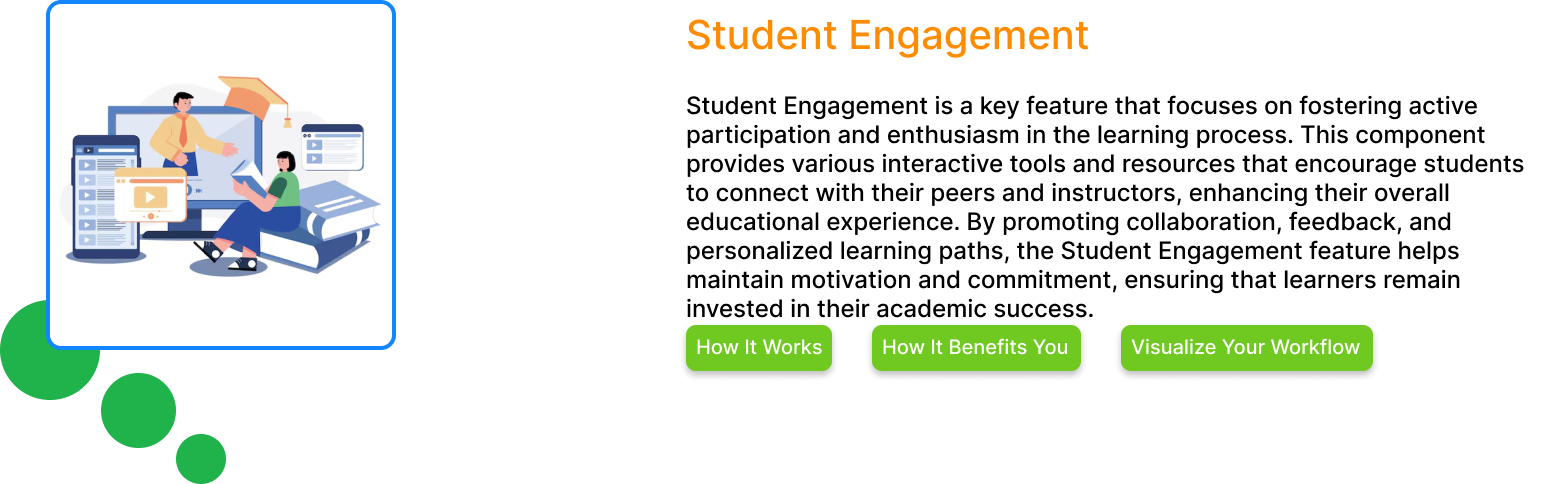 Student Engagement
Student Engagement is a key feature that focuses on fostering active
participation and enthusiasm in the learning process. This component
provides various interactive tools and resources that encourage students
to connect with their peers and instructors, enhancing their overall
educational experience. By promoting collaboration, feedback, and
personalized learning paths, the Student Engagement feature helps
maintain motivation and commitment, ensuring that learners remain
invested in their academic success.
How It Works
How It Benefits You
Visualize Your Workflow